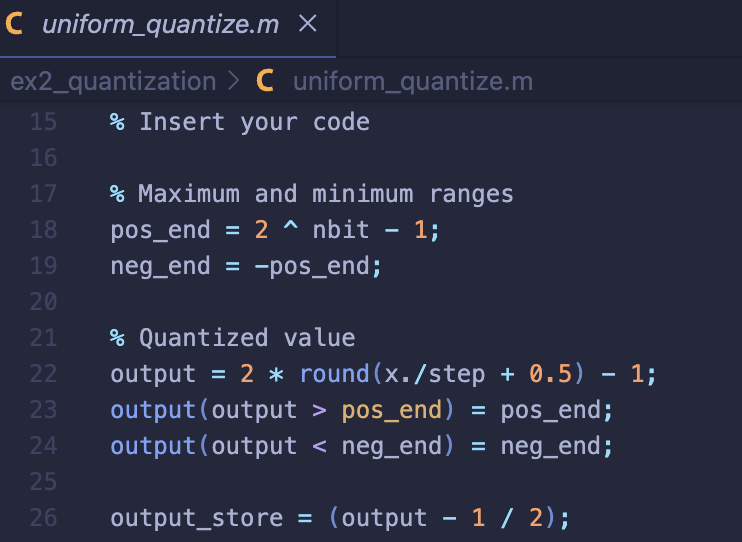 C uniform_quantize.m ×
ex2_quantization > C uniform_quantize.m
15 % Insert your code
16
17 % Maximum and minimum ranges
18 pos_end = 2 ^ nbit - 1;
19 neg_end = -pos_end;
20
21 % Quantized value
22 output = 2 * round(x./step + 0.5) - 1;
23 output(output > pos_end) = pos_end;
24 output(output < neg_end) = neg_end;
25
26 output_store = (output - 1 / 2);